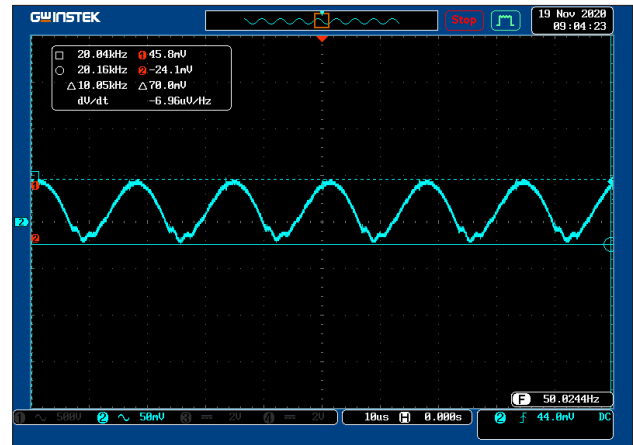 GWINSTEK Stop 19 Nov 2020
09:04:23
20.04kHz 1 45.8mV
20.16kHz 2 -24.1mV
△10.05kHz △70.0mV
dV/dt -6.96uV/Hz
1
2
2
F 50.0244Hz
1 500V 2 50mV 3 2V 4 2V 10us H 0.000s 2 44.0mV DC